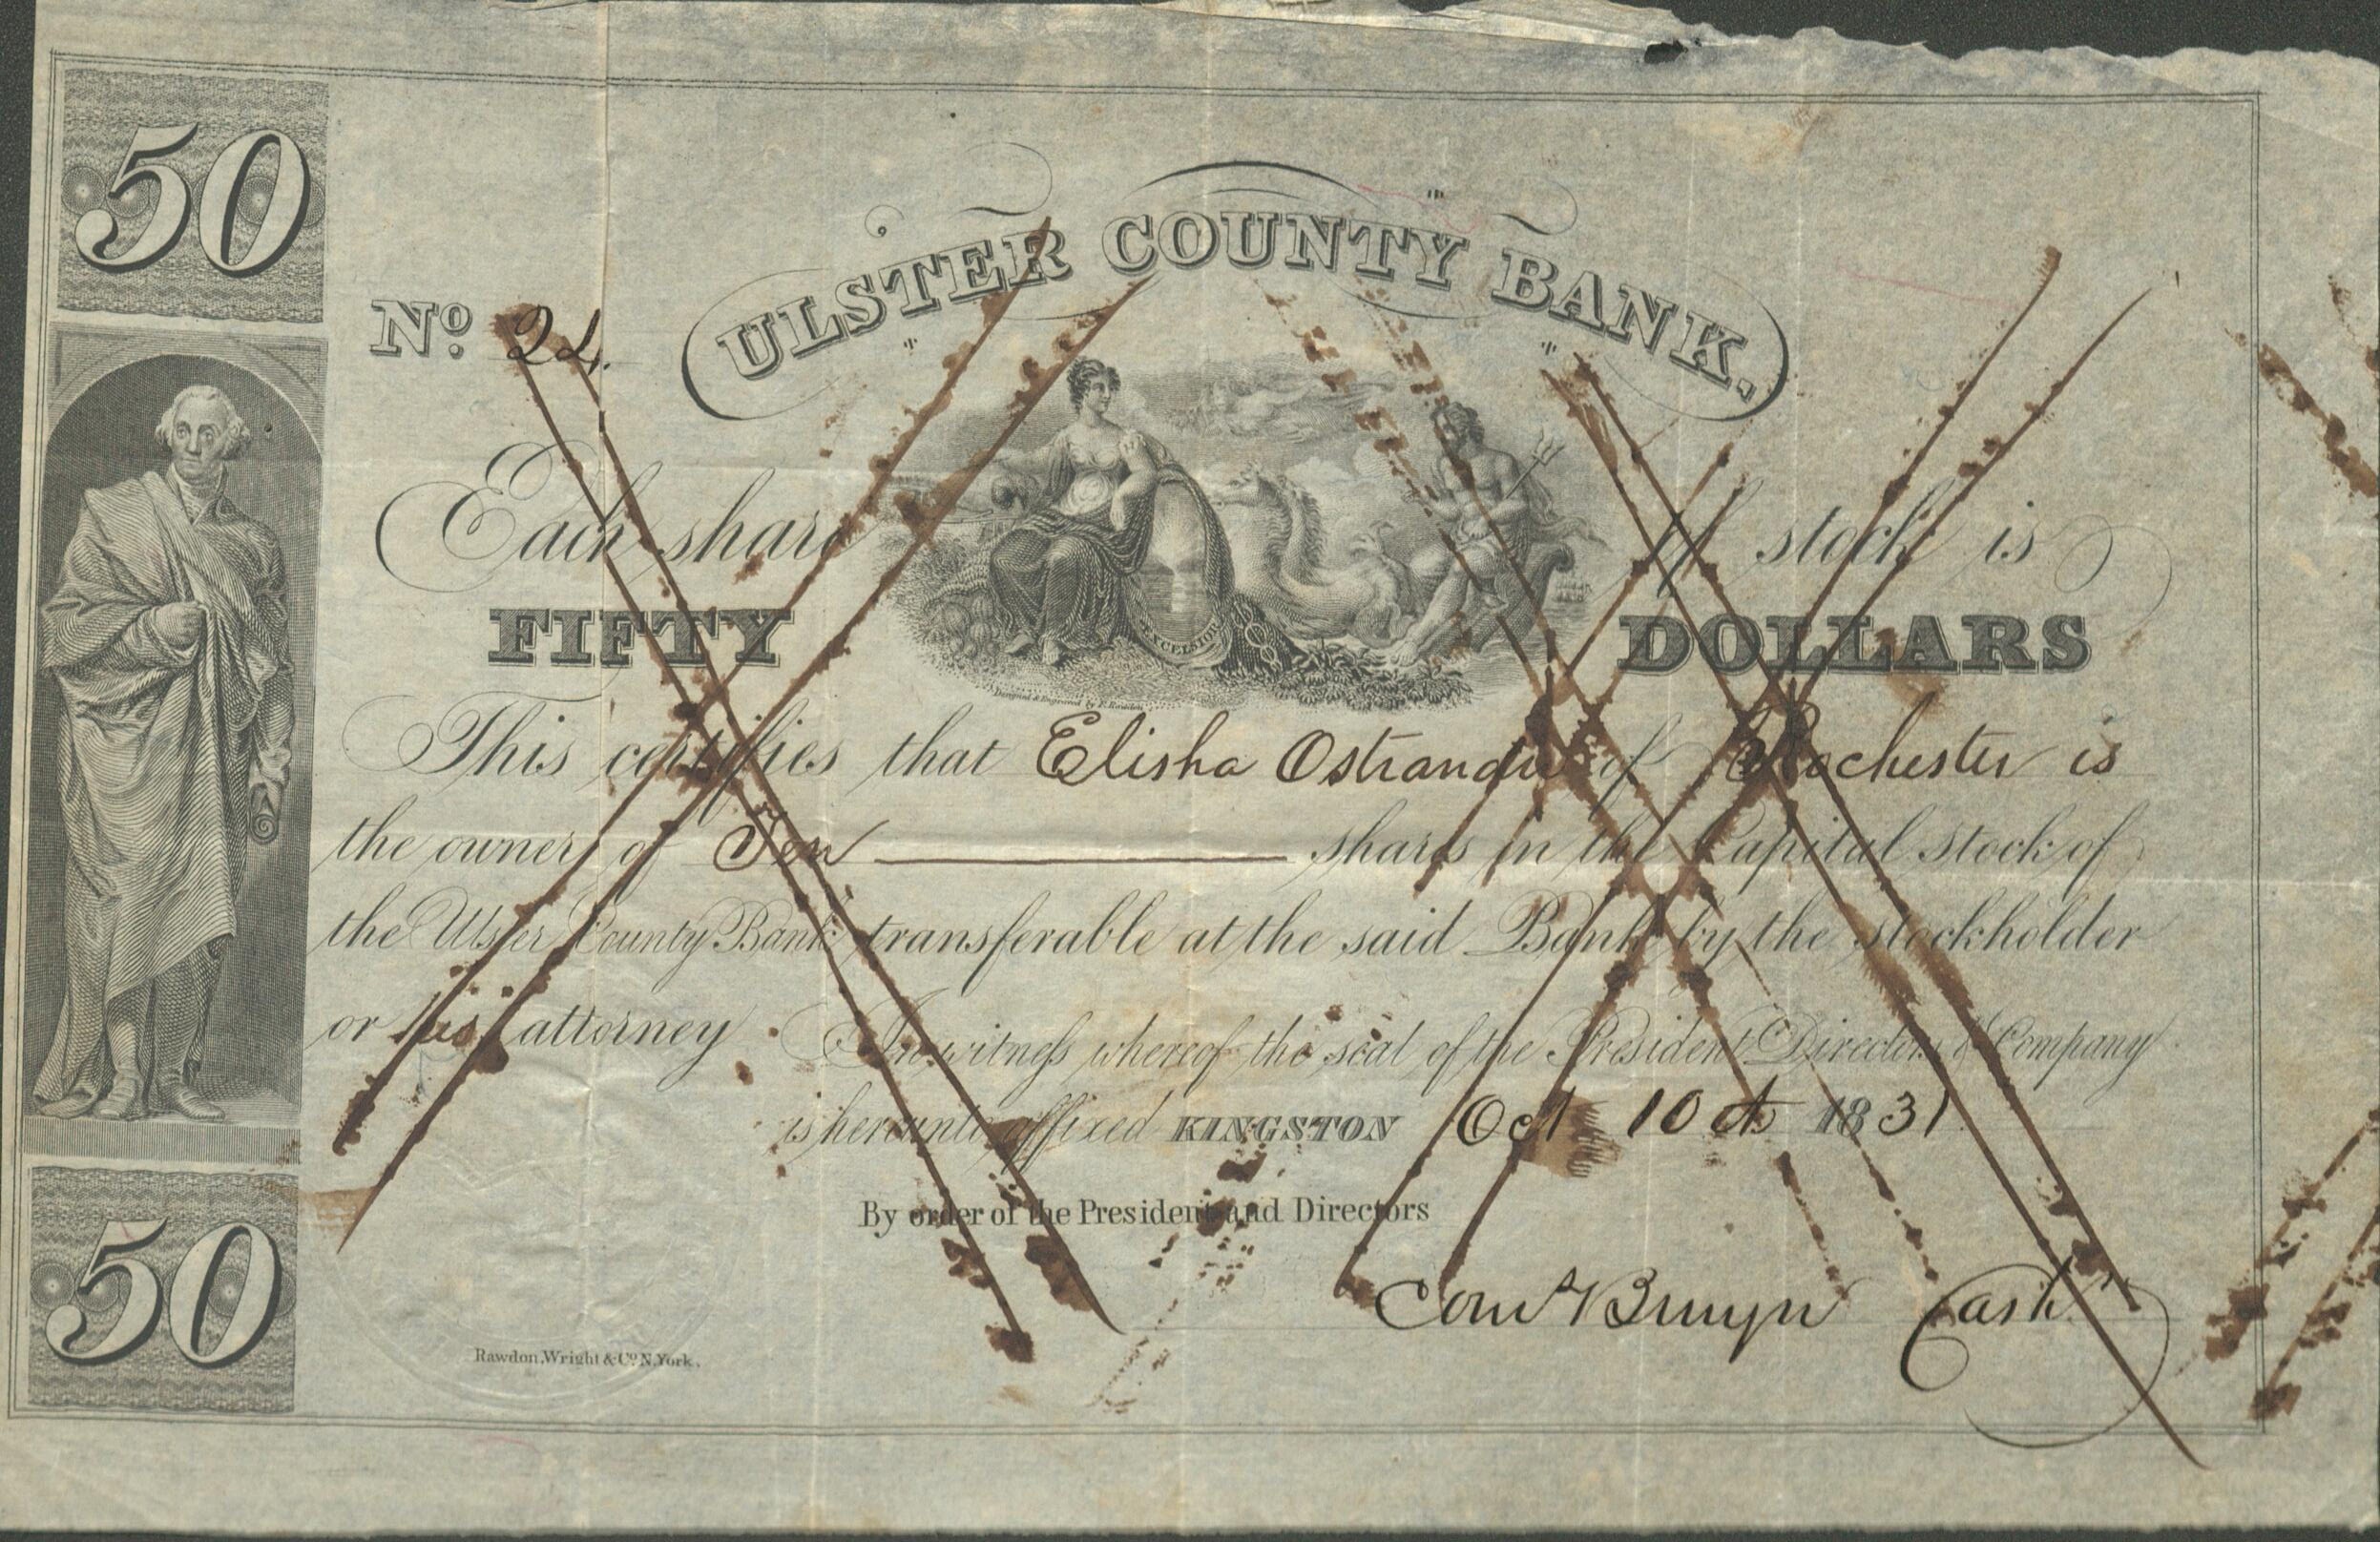 50
ULSTER COUNTY BANK.
No. 24.
Each share of stock is
EXCELSIOR
FIFTY DOLLARS
This certifies that Elisha Ostrander of Rochester is
the owner of Ten shares in the Capital Stock of
the Ulster County Bank transferable at the said Bank by the stockholder
or his attorney In witness whereof the seal of the President Directors & Company
is hereunto affixed KINGSTON Oct 10th 1831
By order of the President and Directors
50
Corns Bruyn Cashr
Rawdon, Wright & Co. N. York.